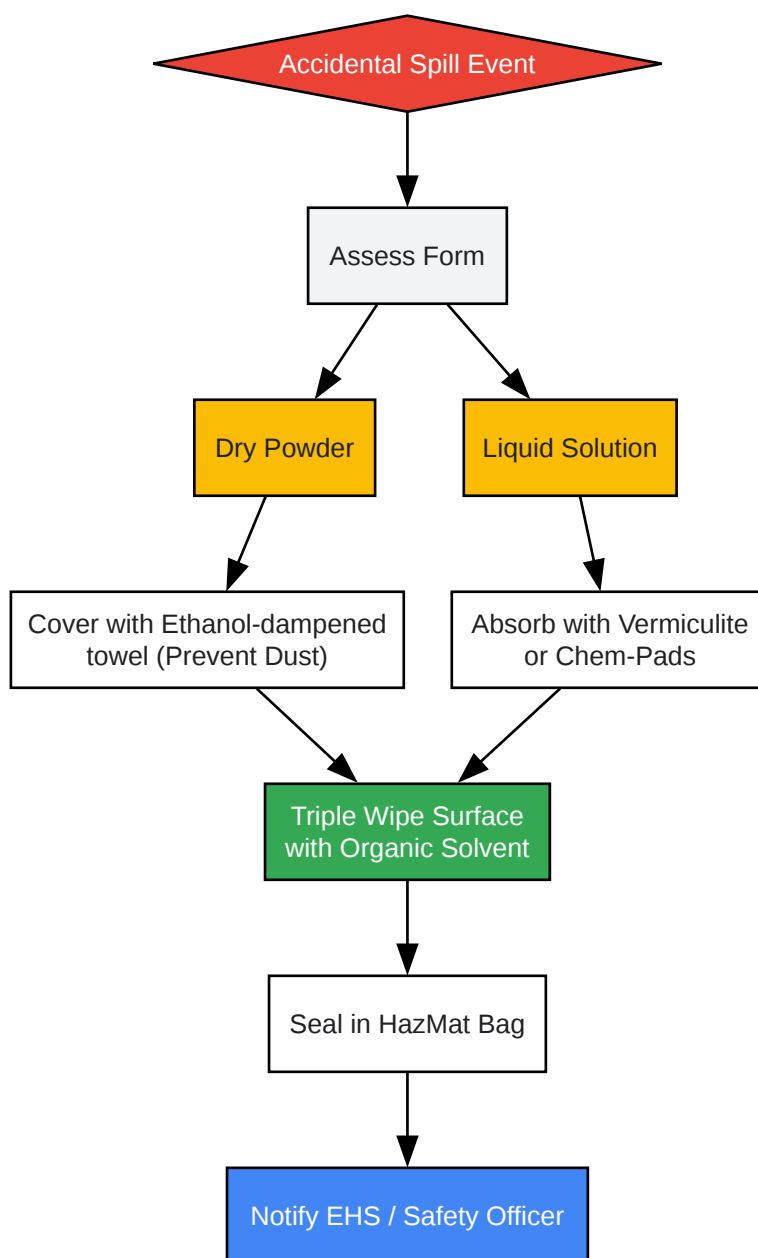 Accidental Spill Event
Assess Form
Dry Powder
Liquid Solution
Cover with Ethanol-dampened
towel (Prevent Dust)
Absorb with Vermiculite
or Chem-Pads
Triple Wipe Surface
with Organic Solvent
Seal in HazMat Bag
Notify EHS / Safety Officer